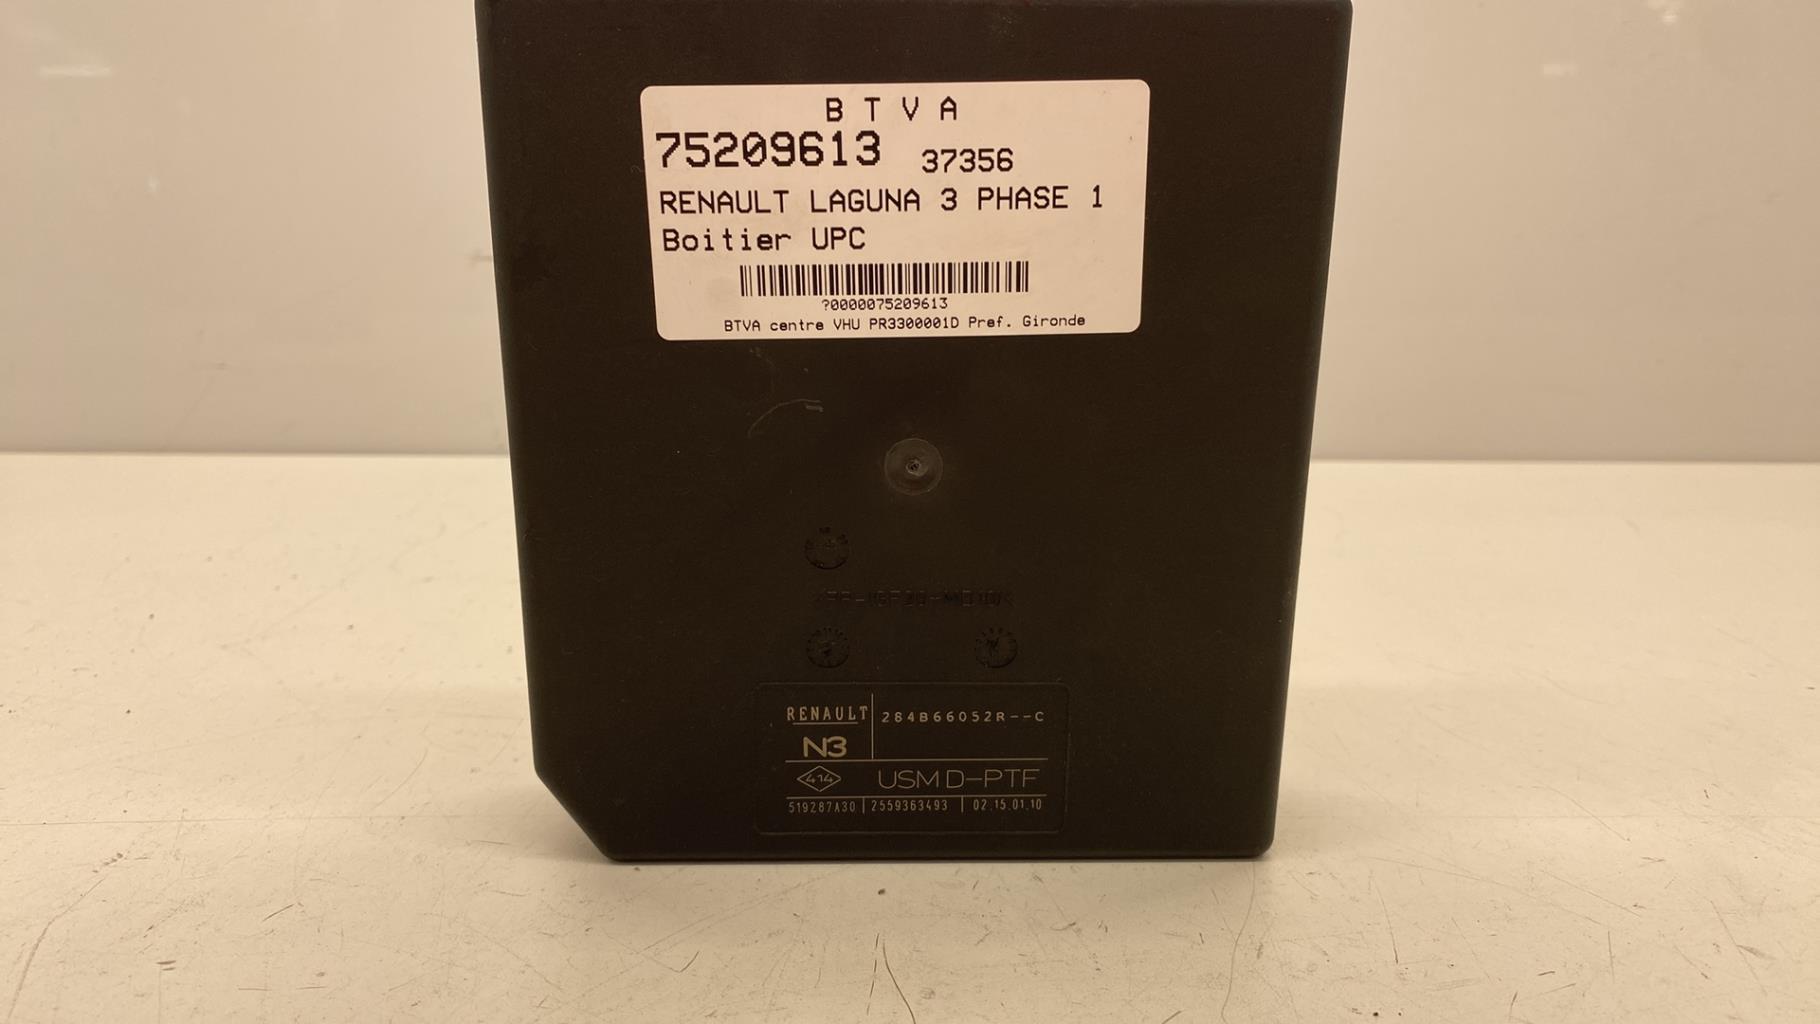 B T V A
75209613 37356
RENAULT LAGUNA 3 PHASE 1
Boitier UPC
?0000075209613
BTVA centre VHU PR3300001D Pref. Gironde
RENAULT 284B66052R--C
N3
414 USM D-PTF
519287A30 2559363493 02.15.01.10